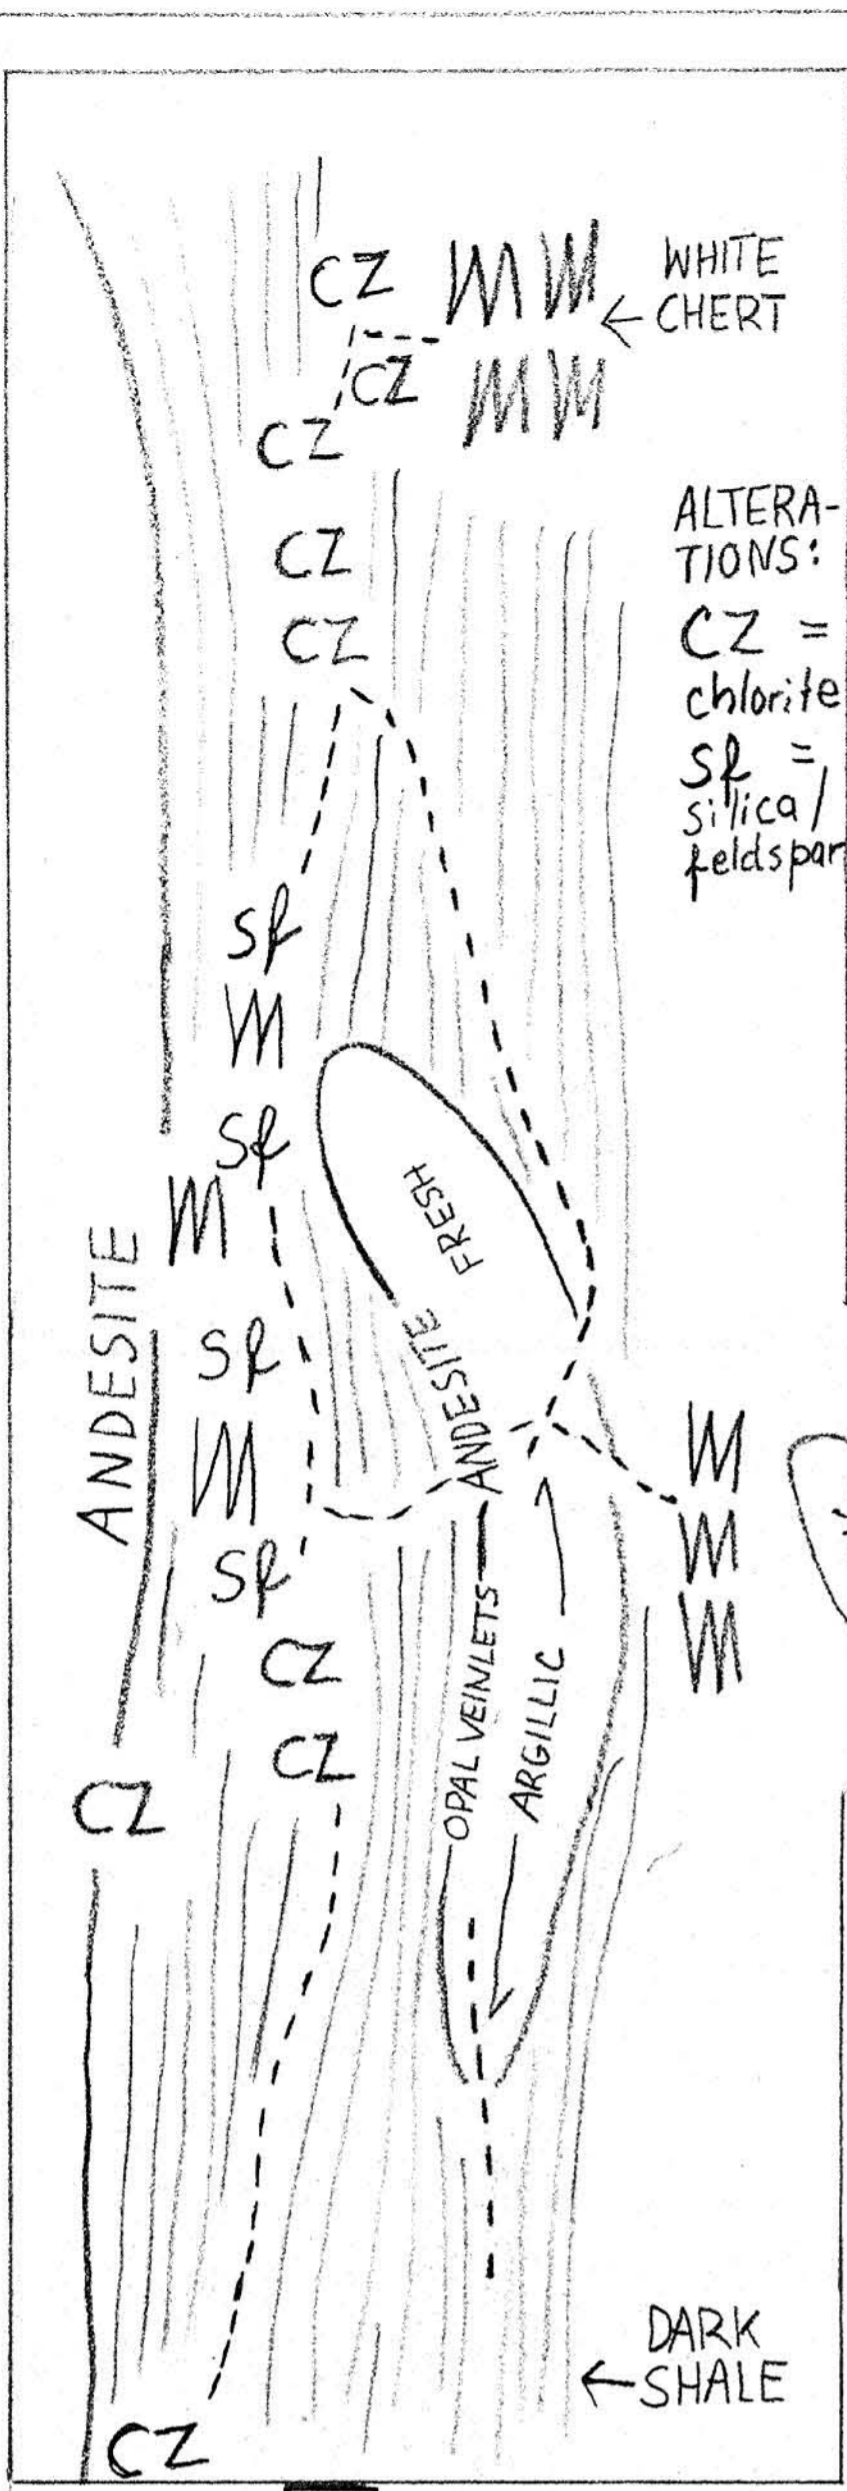 CZ
WHITE
CHERT
CZ
CZ
ALTERA-
TIONS:
CZ
CZ =
chlorite
CZ
Sf =
silica/
feldspar
Sf
Sf
FRESH
ANDESITE
ANDESITE
Sf
Sf
CZ
OPAL VEINLETS
ARGILLIC
CZ
CZ
DARK
SHALE
CZ